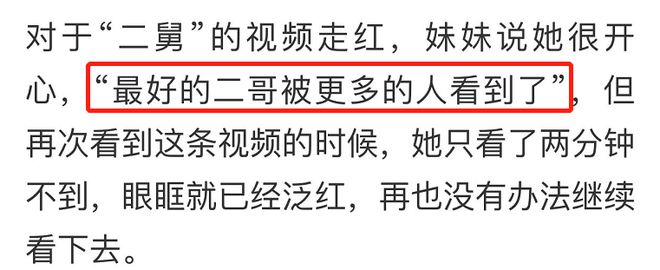 对于“二舅”的视频走红，妹妹说她很开
心，“最好的二哥被更多的人看到了”，但
再次看到这条视频的时候，她只看了两分钟
不到，眼眶就已经泛红，再也没有办法继续
看下去。